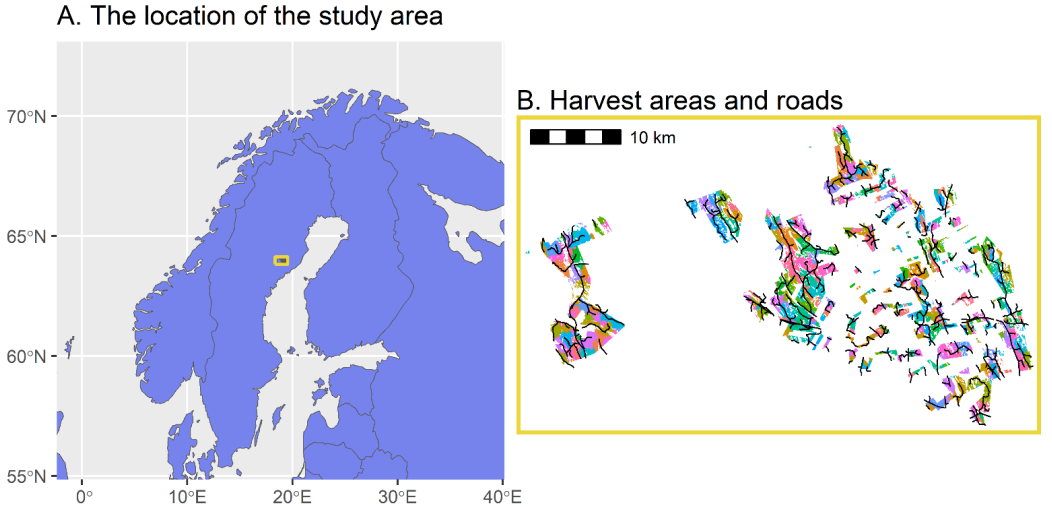 A. The location of the study area
B. Harvest areas and roads
10 km
70°N
65°N
60°N
55°N
0°
10°E
20°E
30°E
40°E